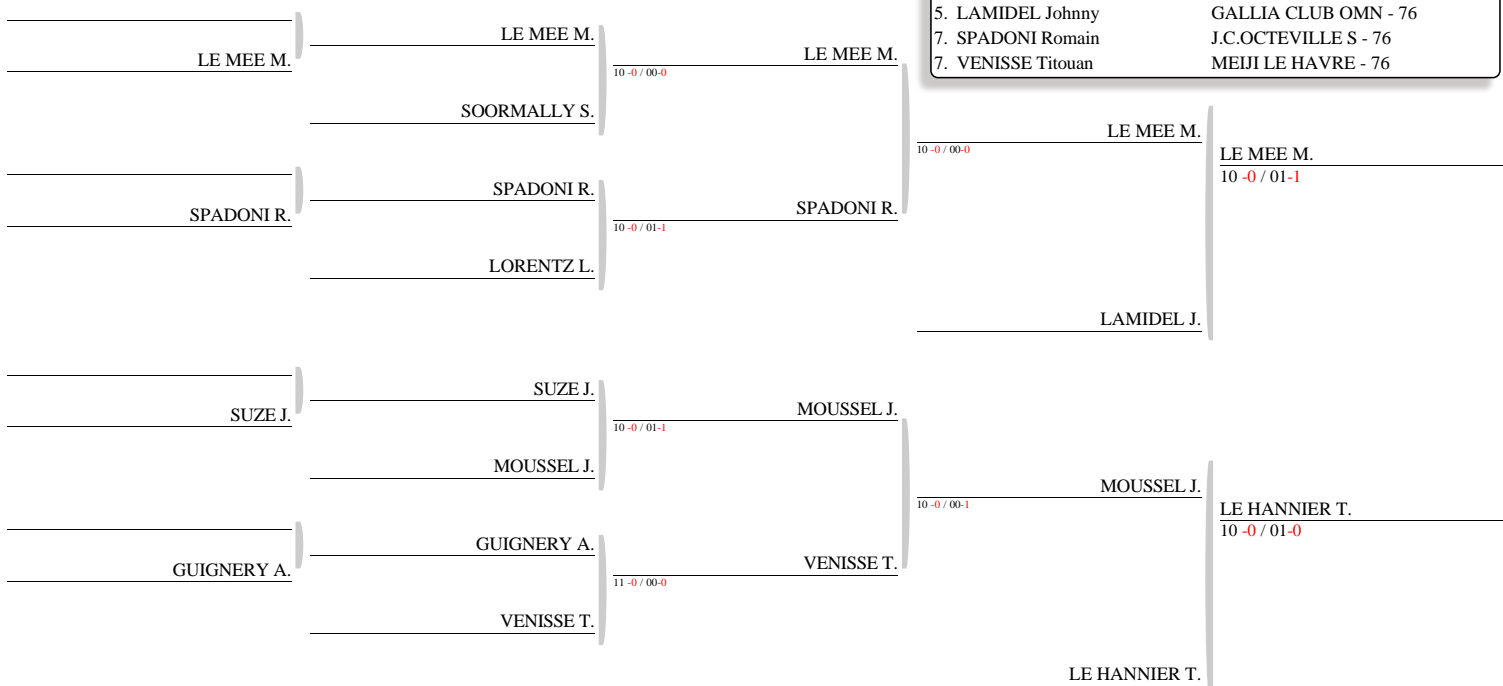 5. LAMIDEL Johnny GALLIA CLUB OMN - 76
7. SPADONI Romain J.C.OCTEVILLE S - 76
7. VENISSE Titouan MEIJI LE HAVRE - 76
LE MEE M.
SPADONI R.
SUZE J.
GUIGNERY A.
LE MEE M.
SOORMALLY S.
SPADONI R.
LORENTZ L.
SUZE J.
MOUSSEL J.
GUIGNERY A.
VENISSE T.
LE MEE M.
10 -0 / 00-0
SPADONI R.
10 -0 / 01-1
MOUSSEL J.
10 -0 / 01-1
VENISSE T.
11 -0 / 00-0
LE MEE M.
10 -0 / 00-0
LAMIDEL J.
MOUSSEL J.
10 -0 / 00-1
LE HANNIER T.
LE MEE M.
10 -0 / 01-1
LE HANNIER T.
10 -0 / 01-0